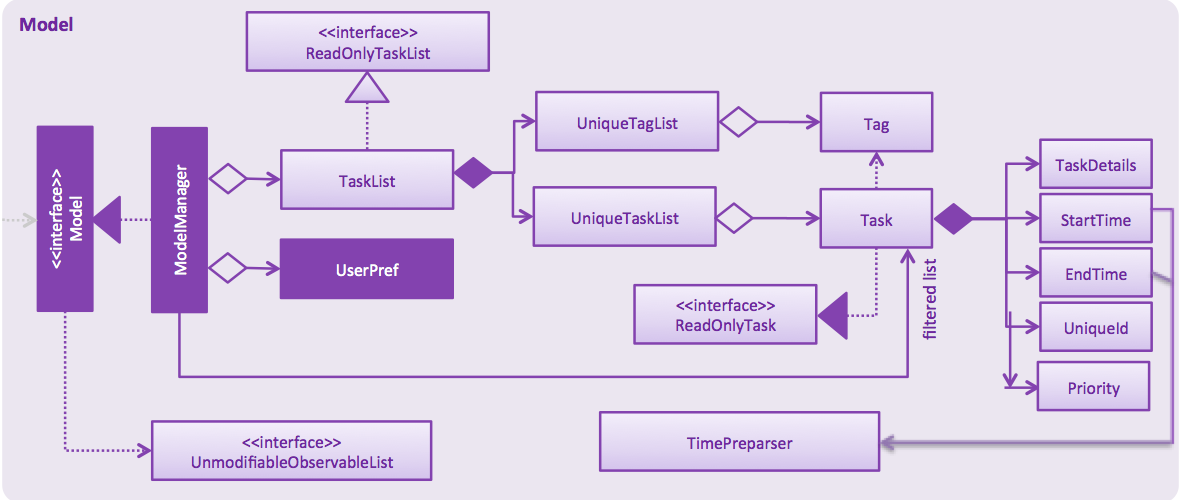 Model
<<interface>>
ReadOnlyTaskList
<<interface>>
Model
ModelManager
TaskList
UserPref
UniqueTagList
UniqueTaskList
Tag
Task
<<interface>>
ReadOnlyTask
filtered list
TaskDetails
StartTime
EndTime
UniqueId
Priority
<<interface>>
UnmodifiableObservableList
TimePreparser